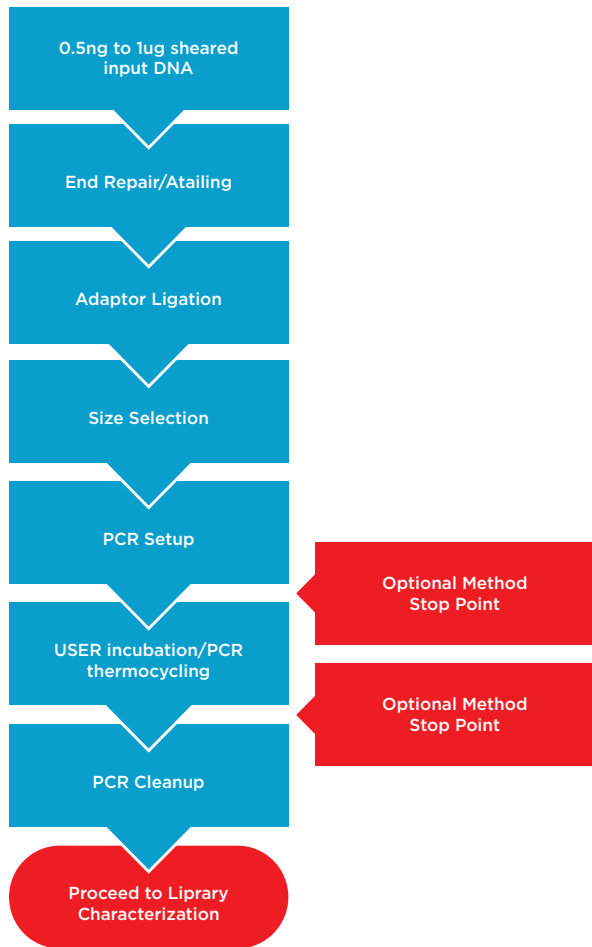 0.5ng to 1ug sheared
input DNA
End Repair/Atailing
Adaptor Ligation
Size Selection
PCR Setup
Optional Method
Stop Point
USER incubation/PCR
thermocycling
Optional Method
Stop Point
PCR Cleanup
Proceed to Liprary
Characterization